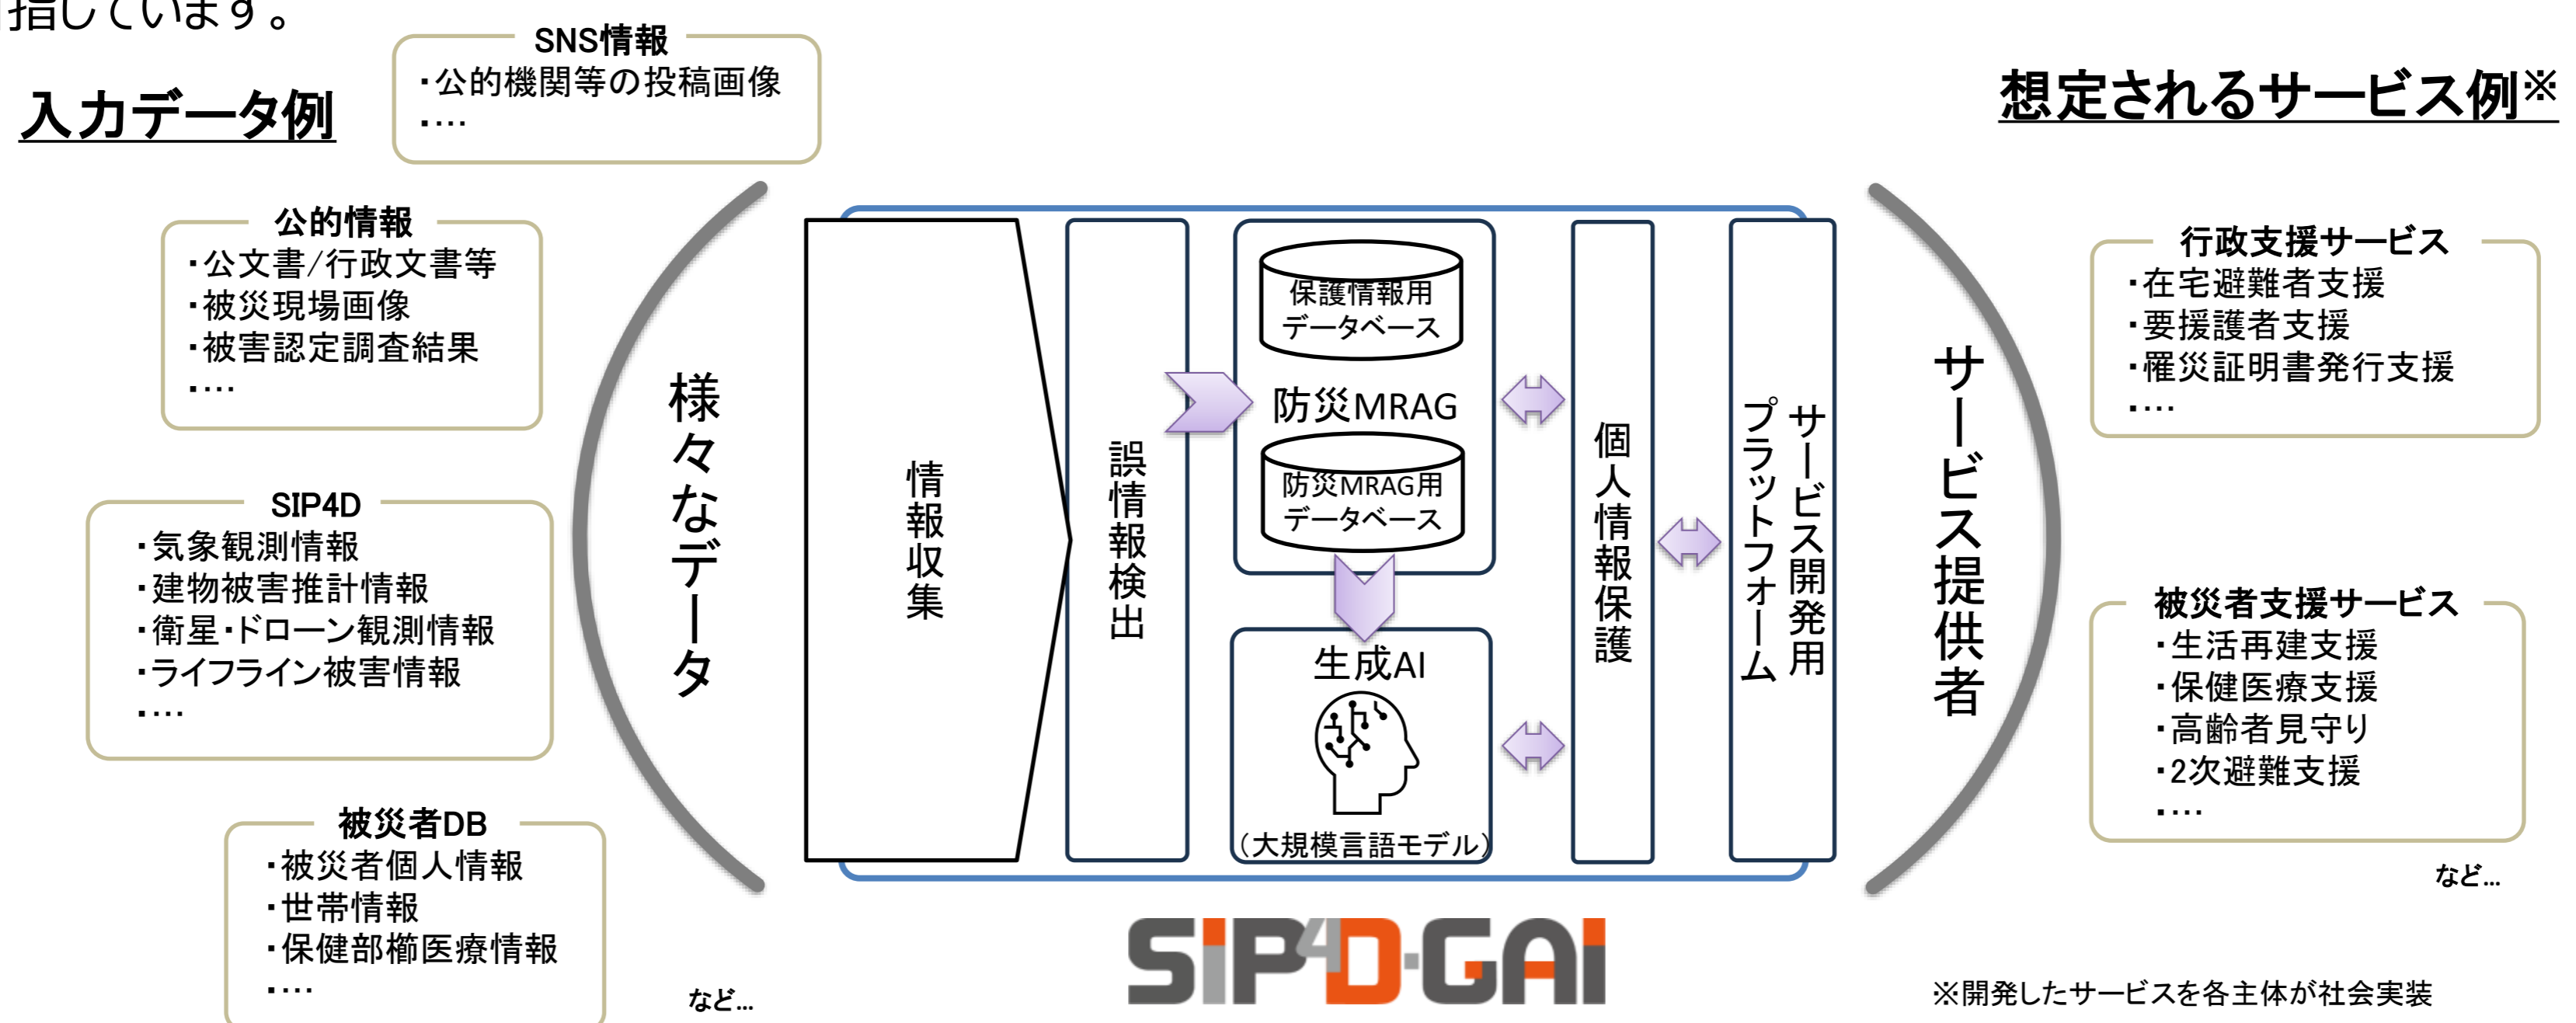 指しています。
入力データ例
SNS情報
・公的機関等の投稿画像
・…
公的情報
・公文書/行政文書等
・被災現場画像
・被害認定調査結果
・…
SIP4D
・気象観測情報
・建物被害推計情報
・衛星・ドローン観測情報
・ライフライン被害情報
・…
被災者DB
・被災者個人情報
・世帯情報
・保健部櫛医療情報
・…
など…
様々なデータ
情報収集
誤情報検出
保護情報用
データベース
防災MRAG
防災MRAG用
データベース
生成AI
（大規模言語モデル）
個人情報保護
サービス開発用
プラットフォーム
SIP4D-GAI
サービス提供者
想定されるサービス例※
行政支援サービス
・在宅避難者支援
・要援護者支援
・罹災証明書発行支援
・…
被災者支援サービス
・生活再建支援
・保健医療支援
・高齢者見守り
・2次避難支援
・…
など…
※開発したサービスを各主体が社会実装